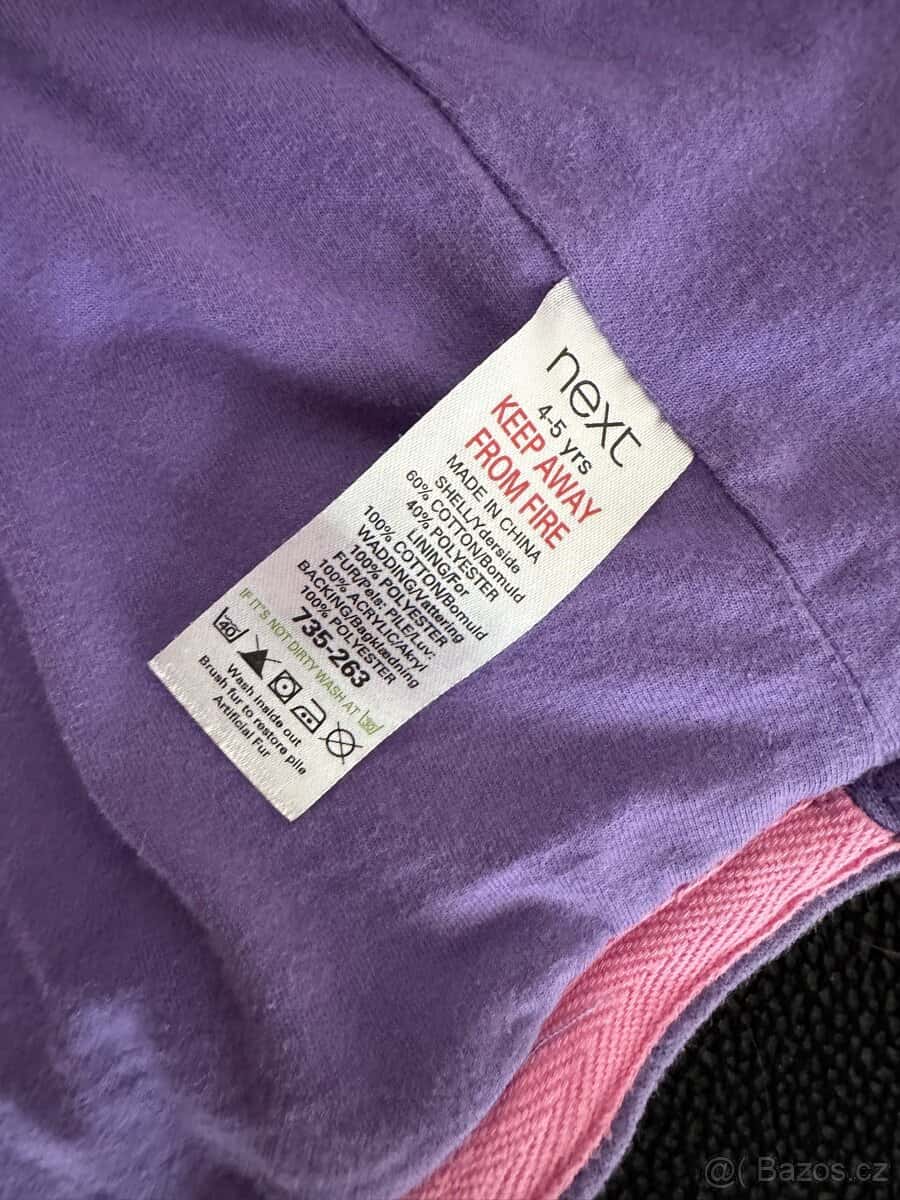 next
4-5 yrs
KEEP AWAY
FROM FIRE
MADE IN CHINA
SHELL/Yderside
60% COTTON/Bomuld
40% POLYESTER
LINING/Før
100% COTTON/Bomuld
WADDING/Vattering
100% POLYESTER
FUR/Pels: PILE/Luv:
100% ACRYLIC/Akryl
BACKING/Bagklædning
100% POLYESTER
735-263
IF IT'S NOT DIRTY WASH AT 30
40
Wash inside out
Brush fur to restore pile
Artificial Fur
@( Bazos.cz